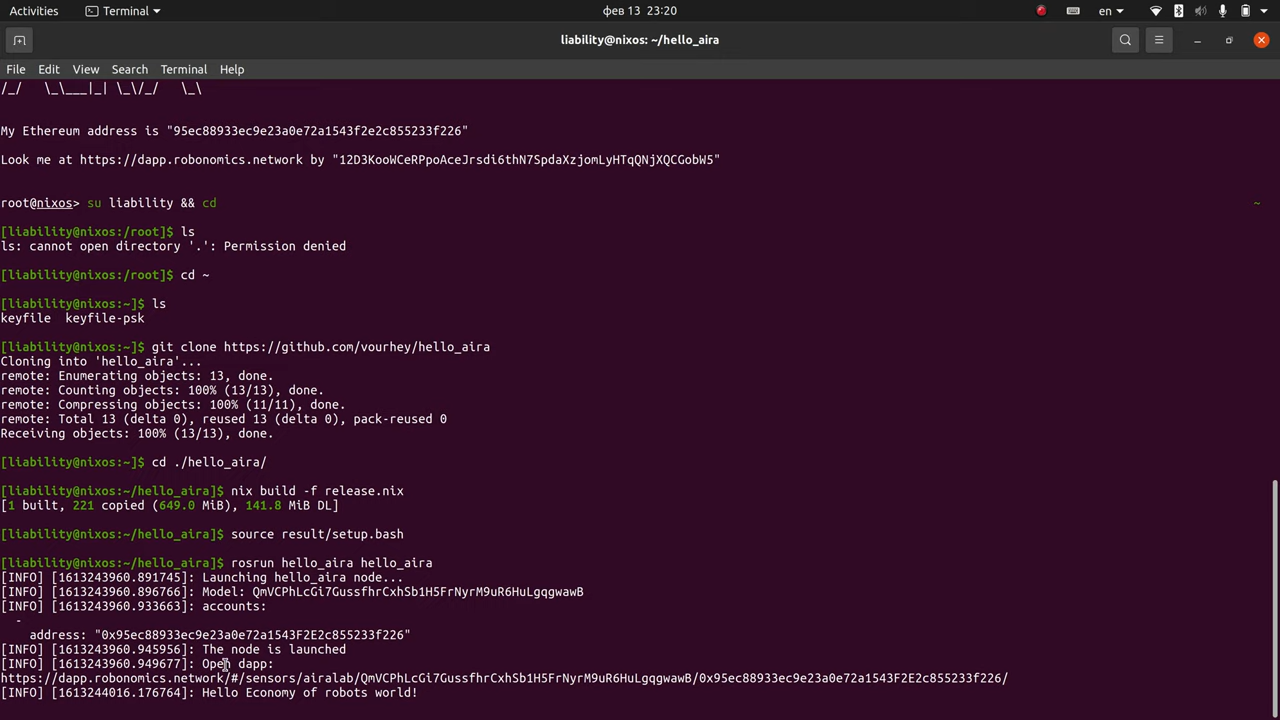 Activities Terminal фев 13 23:20 en
liability@nixos: ~/hello_aira
File Edit View Search Terminal Help
/_/ \_\___|_| \_\/_/ \_\
My Ethereum address is "95ec88933ec9e23a0e72a1543f2e2c855233f226"
Look me at https://dapp.robonomics.network by "12D3KooWCeRPpoAceJrsdi6thN7SpdaXzjomLyHTqQNjXQCGobW5"
root@nixos> su liability && cd ~
[liability@nixos:/root]$ ls
ls: cannot open directory '.': Permission denied
[liability@nixos:/root]$ cd ~
[liability@nixos:~]$ ls
keyfile keyfile-psk
[liability@nixos:~]$ git clone https://github.com/vourhey/hello_aira
Cloning into 'hello_aira'...
remote: Enumerating objects: 13, done.
remote: Counting objects: 100% (13/13), done.
remote: Compressing objects: 100% (11/11), done.
remote: Total 13 (delta 0), reused 13 (delta 0), pack-reused 0
Receiving objects: 100% (13/13), done.
[liability@nixos:~]$ cd ./hello_aira/
[liability@nixos:~/hello_aira]$ nix build -f release.nix
[1 built, 221 copied (649.0 MiB), 141.8 MiB DL]
[liability@nixos:~/hello_aira]$ source result/setup.bash
[liability@nixos:~/hello_aira]$ rosrun hello_aira hello_aira
[INFO] [1613243960.891745]: Launching hello_aira node...
[INFO] [1613243960.896766]: Model: QmVCPhLcGi7GussfhrCxhSb1H5FrNyrM9uR6HuLgqgwawB
[INFO] [1613243960.933663]: accounts:
-
address: "0x95ec88933ec9e23a0e72a1543F2E2c855233f226"
[INFO] [1613243960.945956]: The node is launched
[INFO] [1613243960.949677]: Open dapp:
https://dapp.robonomics.network/#/sensors/airalab/QmVCPhLcGi7GussfhrCxhSb1H5FrNyrM9uR6HuLgqgwawB/0x95ec88933ec9e23a0e72a1543F2E2c855233f226/
[INFO] [1613244016.176764]: Hello Economy of robots world!